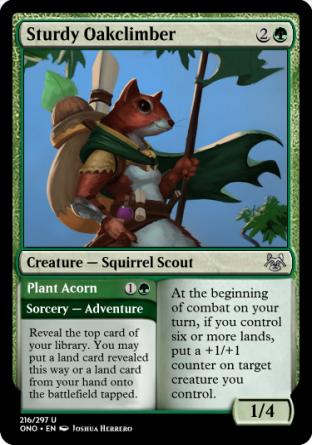 Sturdy Oakclimber 2
Creature — Squirrel Scout
Plant Acorn 1
Sorcery — Adventure
Reveal the top card of
your library. You may
put a land card revealed
this way or a land card
from your hand onto
the battlefield tapped.
At the beginning
of combat on your
turn, if you control
six or more lands,
put a +1/+1
counter on target
creature you
control.
1/4
216/297 U
ONO • EN Joshua Herrero